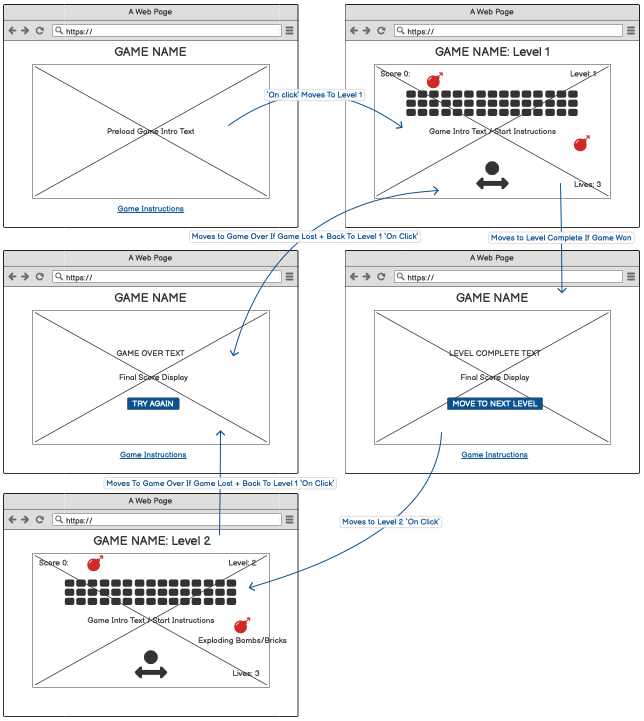 A Web Page
https://
GAME NAME
Preload Game Intro Text
Game Instructions
'On click' Moves To Level 1
A Web Page
https://
GAME NAME: Level 1
Score 0:
Level: 1
Game Intro Text / Start Instructions
Lives: 3
Moves to Game Over If Game Lost + Back To Level 1 'On Click'
Moves to Level Complete If Game Won
A Web Page
https://
GAME NAME
GAME OVER TEXT
Final Score Display
TRY AGAIN
Game Instructions
A Web Page
https://
GAME NAME
LEVEL COMPLETE TEXT
Final Score Display
MOVE TO NEXT LEVEL
Game Instructions
Moves To Game Over If Game Lost + Back To Level 1 'On Click'
Moves to Level 2 'On Click'
A Web Page
https://
GAME NAME: Level 2
Score 0:
Level: 2
Game Intro Text / Start Instructions
Exploding Bombs/Bricks
Lives: 3